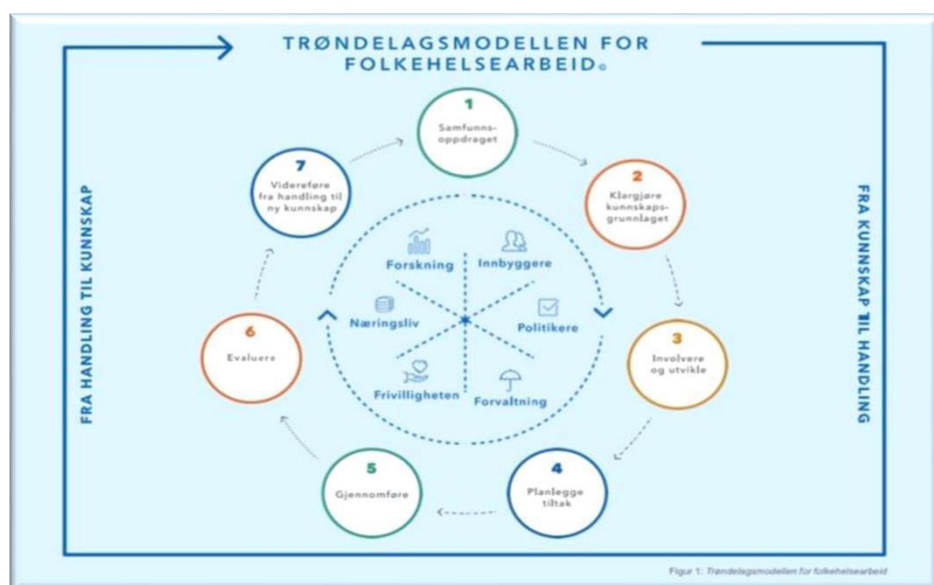 TRØNDELAGSMODELLEN FOR
FOLKEHELSEARBEID©
1
Samfunns-
oppdraget
2
Klargjøre
kunnskaps-
grunnlaget
3
Involvere
og utvikle
4
Planlegge
tiltak
5
Gjennomføre
6
Evaluere
7
Videreføre
fra handling til
ny kunnskap
Forskning
Innbyggere
Næringsliv
Politikere
Frivilligheten
Forvaltning
FRA HANDLING TIL KUNNSKAP
FRA KUNNSKAP TIL HANDLING
Figur 1: Trøndelagsmodellen for folkehelsearbeid